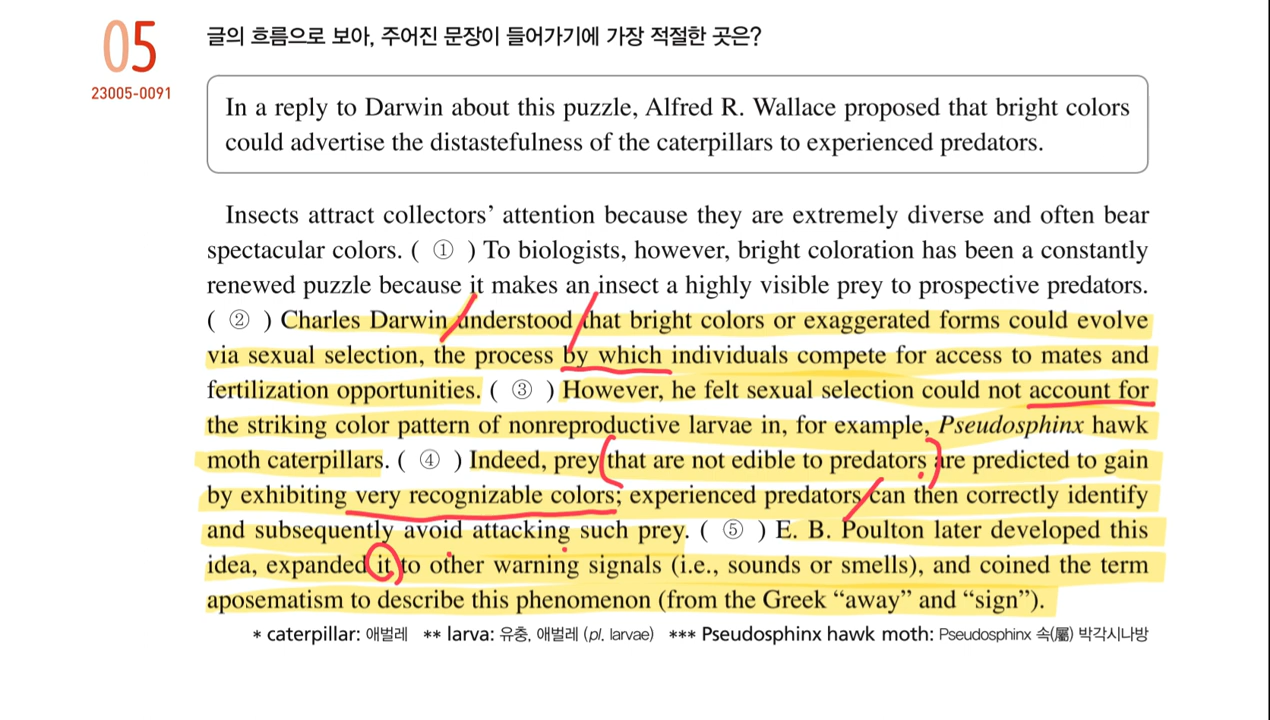 05
23005-0091
글의 흐름으로 보아, 주어진 문장이 들어가기에 가장 적절한 곳은?
In a reply to Darwin about this puzzle, Alfred R. Wallace proposed that bright colors
could advertise the distastefulness of the caterpillars to experienced predators.
Insects attract collectors’ attention because they are extremely diverse and often bear
spectacular colors. ( ① ) To biologists, however, bright coloration has been a constantly
renewed puzzle because it makes an insect a highly visible prey to prospective predators.
( ② ) Charles Darwin understood that bright colors or exaggerated forms could evolve
via sexual selection, the process by which individuals compete for access to mates and
fertilization opportunities. ( ③ ) However, he felt sexual selection could not account for
the striking color pattern of nonreproductive larvae in, for example, Pseudosphinx hawk
moth caterpillars. ( ④ ) Indeed, prey that are not edible to predators are predicted to gain
by exhibiting very recognizable colors; experienced predators can then correctly identify
and subsequently avoid attacking such prey. ( ⑤ ) E. B. Poulton later developed this
idea, expanded it to other warning signals (i.e., sounds or smells), and coined the term
aposematism to describe this phenomenon (from the Greek “away” and “sign”).
* caterpillar: 애벌레 ** larva: 유충, 애벌레 (pl. larvae) *** Pseudosphinx hawk moth: Pseudosphinx 속(屬) 박각시나방